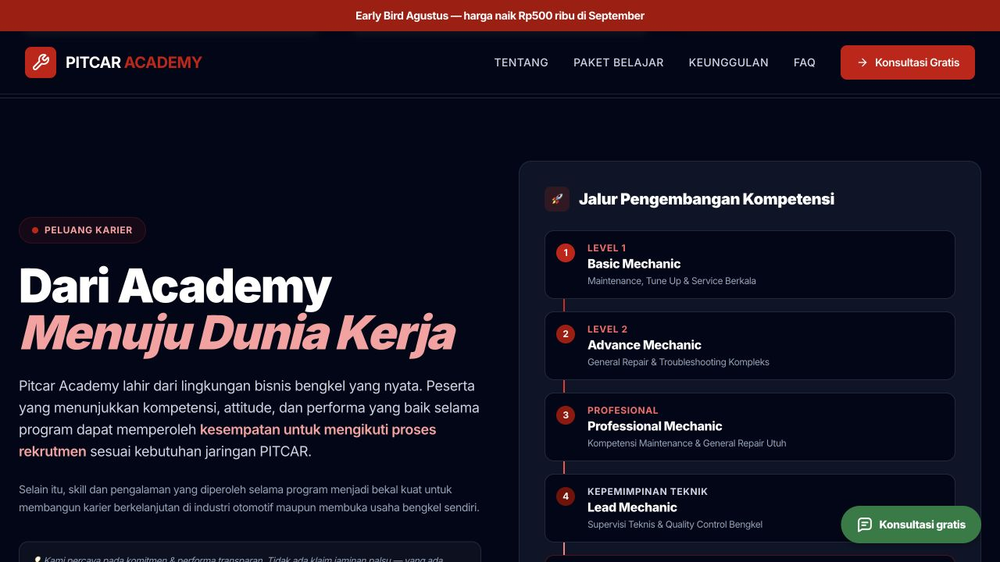 Early Bird Agustus — harga naik Rp500 ribu di September
PITCAR ACADEMY
TENTANG
PAKET BELAJAR
KEUNGGULAN
FAQ
Konsultasi Gratis
PELUANG KARIER
Dari Academy
Menuju Dunia Kerja
Pitcar Academy lahir dari lingkungan bisnis bengkel yang nyata. Peserta
yang menunjukkan kompetensi, attitude, dan performa yang baik selama
program dapat memperoleh kesempatan untuk mengikuti proses
rekrutmen sesuai kebutuhan jaringan PITCAR.
Selain itu, skill dan pengalaman yang diperoleh selama program menjadi bekal kuat untuk
membangun karier berkelanjutan di industri otomotif maupun membuka usaha bengkel sendiri.
Kami percaya pada komitmen & performa transparan. Tidak ada klaim jaminan palsu — yang ada
Jalur Pengembangan Kompetensi
1
LEVEL 1
Basic Mechanic
Maintenance, Tune Up & Service Berkala
2
LEVEL 2
Advance Mechanic
General Repair & Troubleshooting Kompleks
3
PROFESIONAL
Professional Mechanic
Kompetensi Maintenance & General Repair Utuh
4
KEPEMIMPINAN TEKNIK
Lead Mechanic
Supervisi Teknis & Quality Control Bengkel
Konsultasi gratis